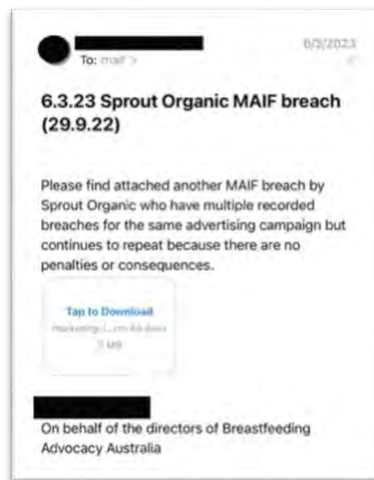 6/3/2023
To: maif >
6.3.23 Sprout Organic MAIF breach
(29.9.22)
Please find attached another MAIF breach by
Sprout Organic who have multiple recorded
breaches for the same advertising campaign but
continues to repeat because there are no
penalties or consequences.
Tap to Download
MB
On behalf of the directors of Breastfeeding
Advocacy Australia